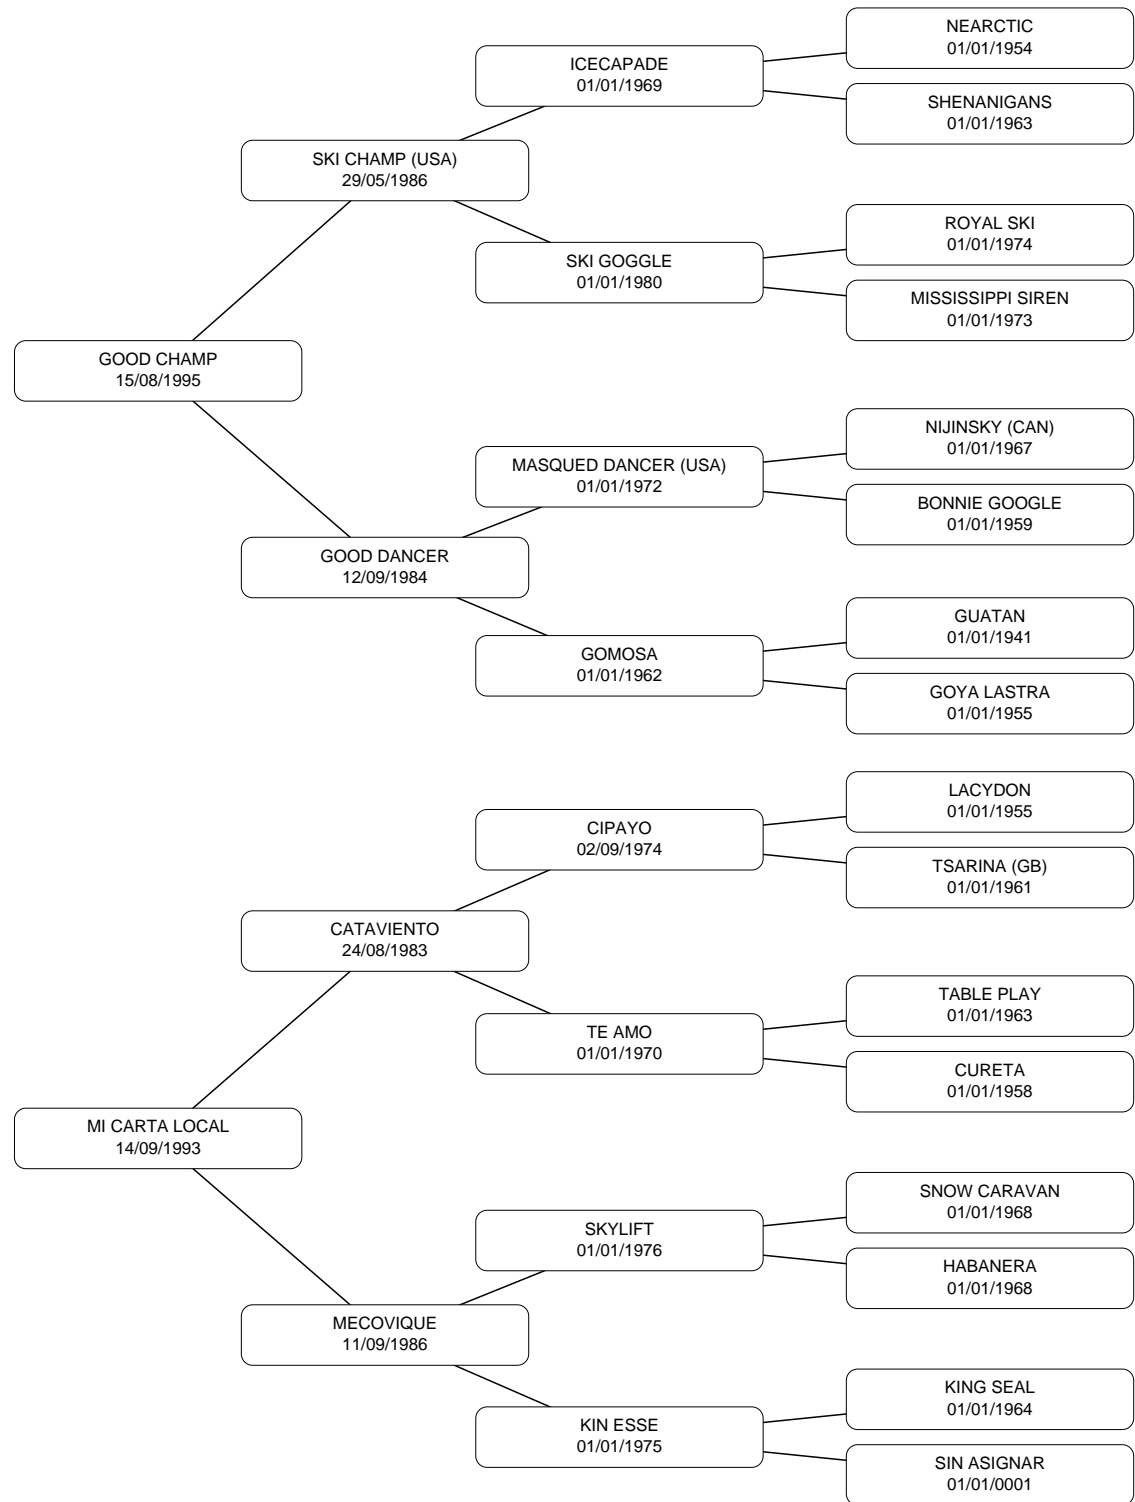 NEARCTIC
01/01/1954
ICECAPADE
01/01/1969
SHENANIGANS
01/01/1963
SKI CHAMP (USA)
29/05/1986
ROYAL SKI
01/01/1974
SKI GOGGLE
01/01/1980
MISSISSIPPI SIREN
01/01/1973
GOOD CHAMP
15/08/1995
NIJINSKY (CAN)
01/01/1967
MASQUED DANCER (USA)
01/01/1972
BONNIE GOOGLE
01/01/1959
GOOD DANCER
12/09/1984
GUATAN
01/01/1941
GOMOSA
01/01/1962
GOYA LASTRA
01/01/1955
LACYDON
01/01/1955
CIPAYO
02/09/1974
TSARINA (GB)
01/01/1961
CATAVIENTO
24/08/1983
TABLE PLAY
01/01/1963
TE AMO
01/01/1970
CURETA
01/01/1958
MI CARTA LOCAL
14/09/1993
SNOW CARAVAN
01/01/1968
SKYLIFT
01/01/1976
HABANERA
01/01/1968
MECOVIQUE
11/09/1986
KING SEAL
01/01/1964
KIN ESSE
01/01/1975
SIN ASIGNAR
01/01/0001